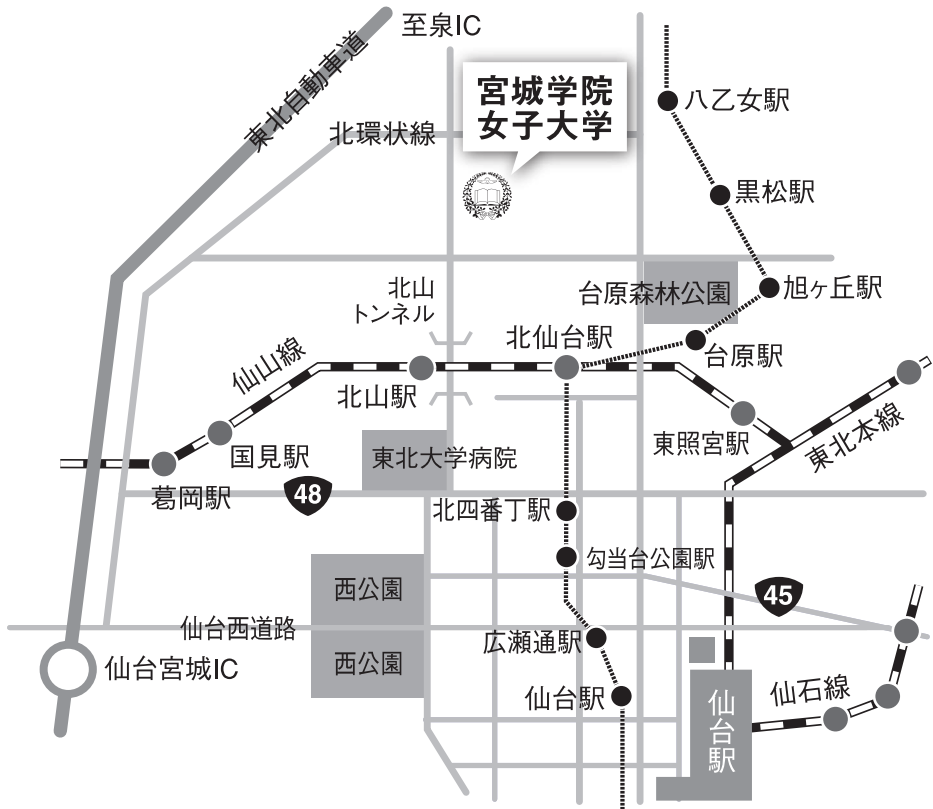 至泉IC
東北自動車道
宮城学院
女子大学
八乙女駅
北環状線
黒松駅
北山
トンネル
台原森林公園
旭ヶ丘駅
北仙台駅
台原駅
仙山線
北山駅
東照宮駅
東北本線
国見駅
東北大学病院
葛岡駅
48
北四番丁駅
勾当台公園駅
西公園
45
仙台西道路
広瀬通駅
西公園
仙台宮城IC
仙台駅
仙台駅
仙石線